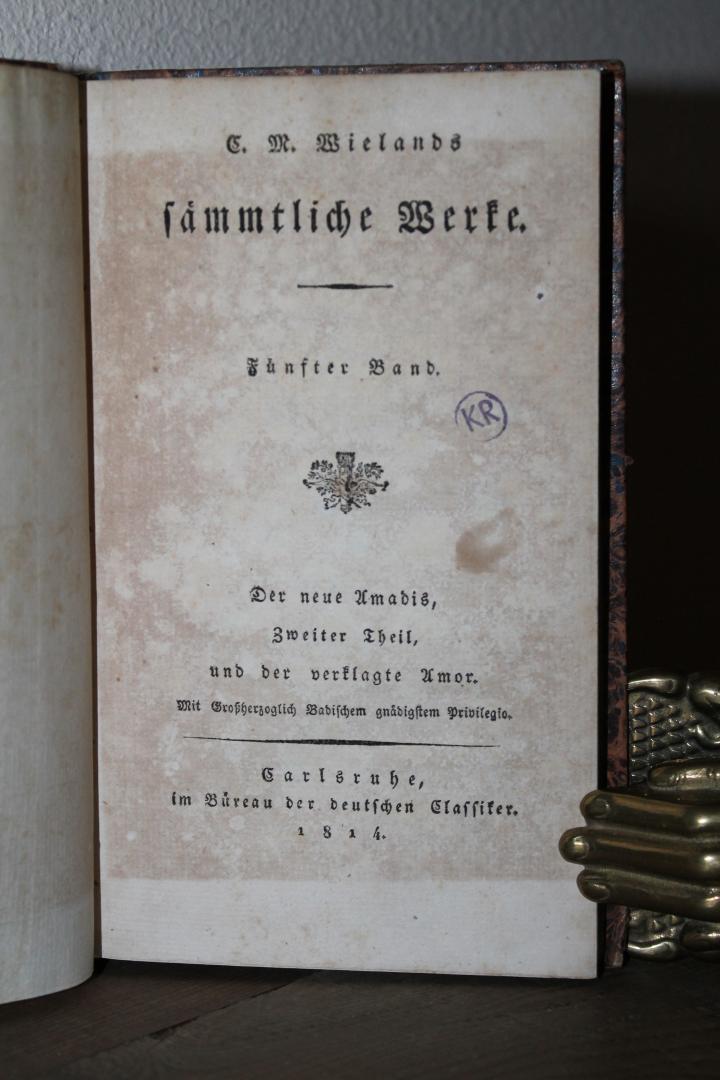 C. M. Wielands
sämmtliche Werke.
Fünfter Band.
KR
Der neue Amadis,
Zweiter Theil,
und der verklagte Amor.
Mit Großherzoglich Badischem gnädigstem Privilegio.
Carlsruhe,
im Büreau der deutschen Classiker.
1814.